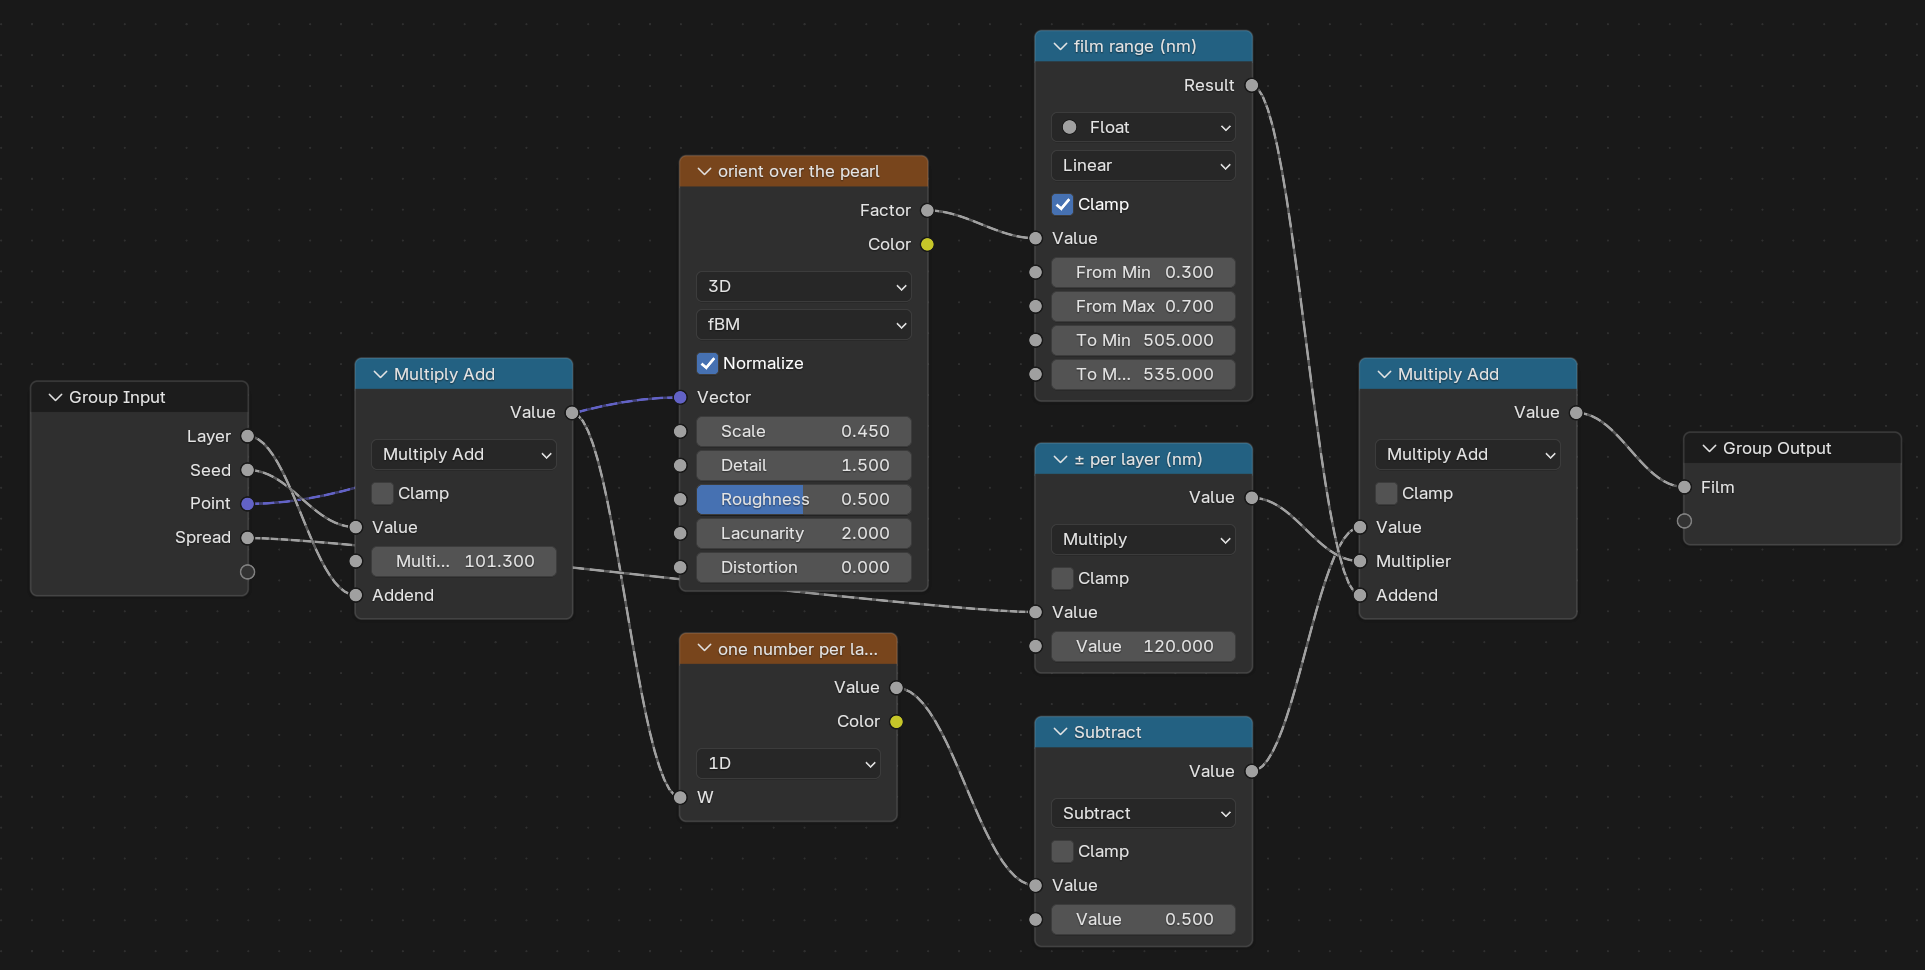 Group Input
Layer
Seed
Point
Spread
Multiply Add
Value
Multiply Add
Clamp
Value
Multi... 101.300
Addend
orient over the pearl
Factor
Color
3D
fBM
Normalize
Vector
Scale 0.450
Detail 1.500
Roughness 0.500
Lacunarity 2.000
Distortion 0.000
one number per la...
Value
Color
1D
W
film range (nm)
Result
Float
Linear
Clamp
Value
From Min 0.300
From Max 0.700
To Min 505.000
To M... 535.000
± per layer (nm)
Value
Multiply
Clamp
Value
Value 120.000
Subtract
Value
Subtract
Clamp
Value
Value 0.500
Multiply Add
Value
Multiply Add
Clamp
Value
Multiplier
Addend
Group Output
Film